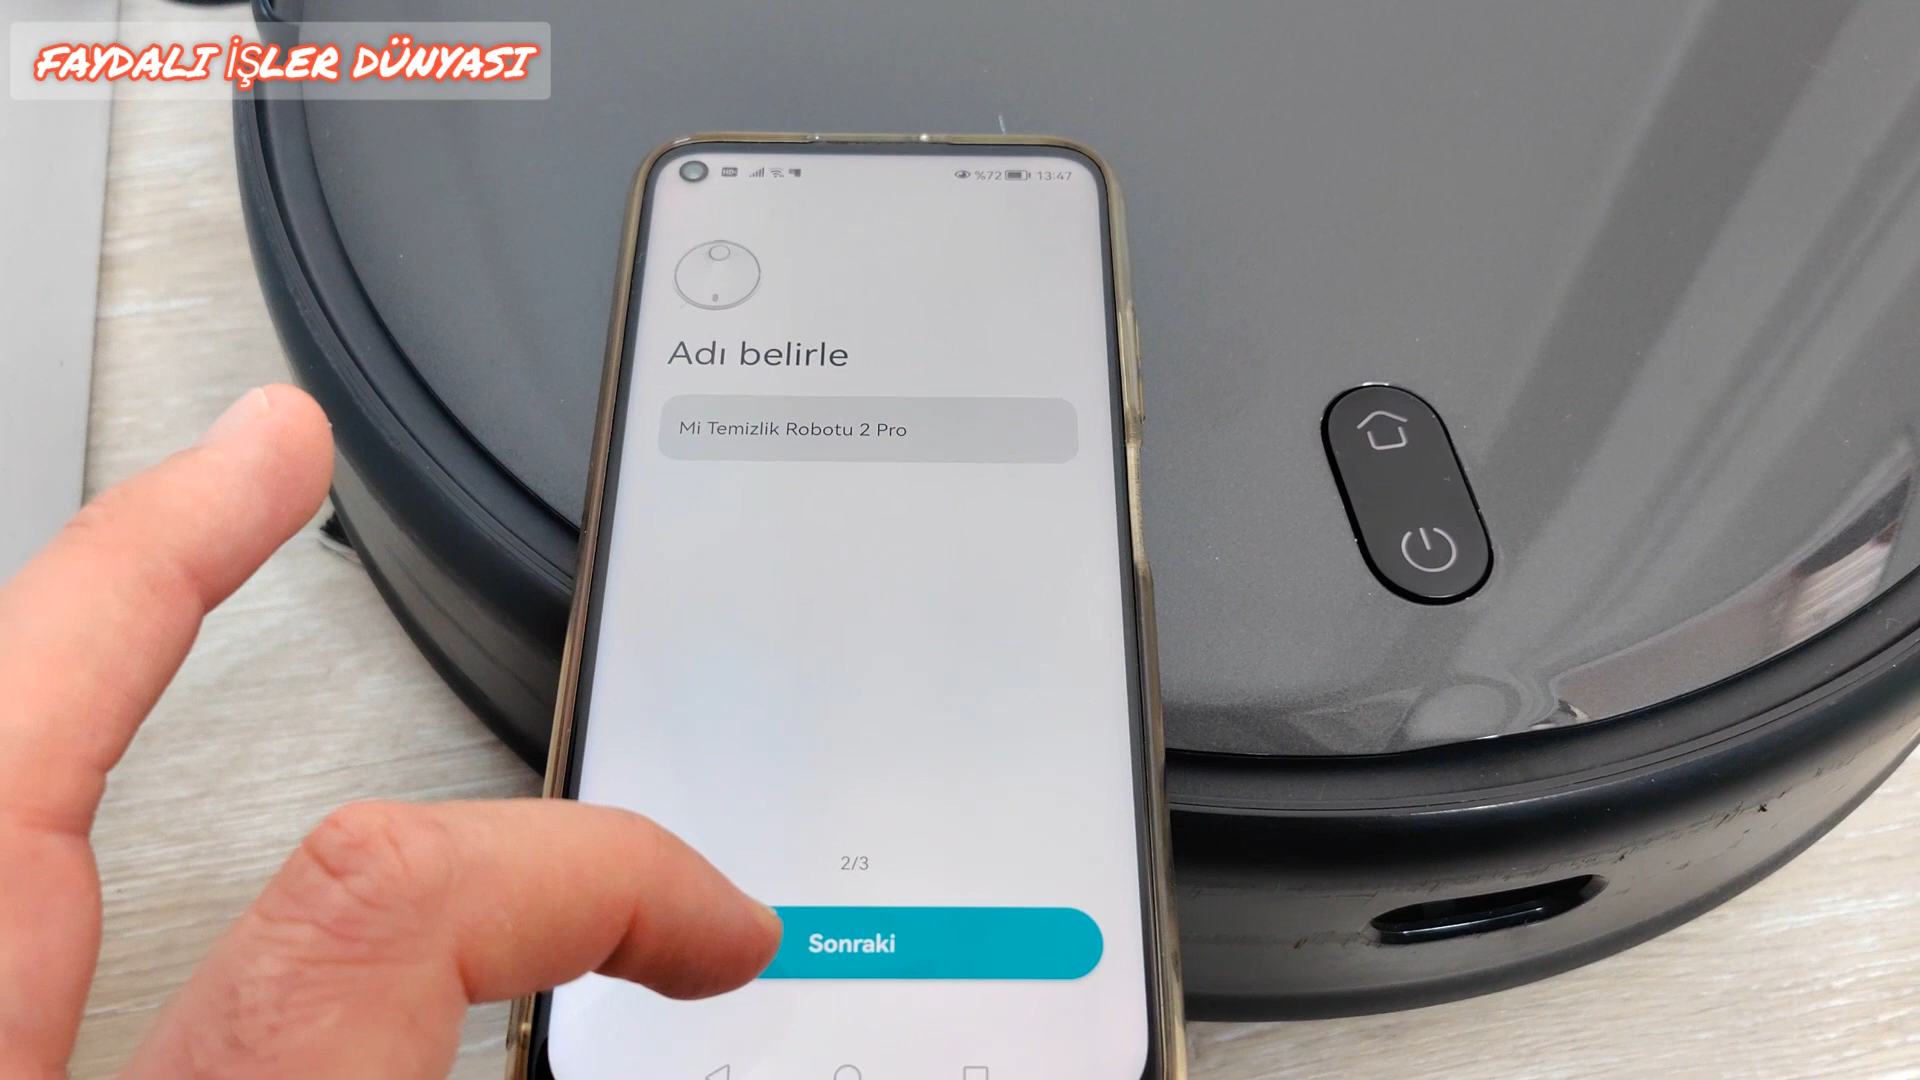 FAYDALI İŞLER DÜNYASI
%72 13:47
Adı belirle
Mi Temizlik Robotu 2 Pro
2/3
Sonraki